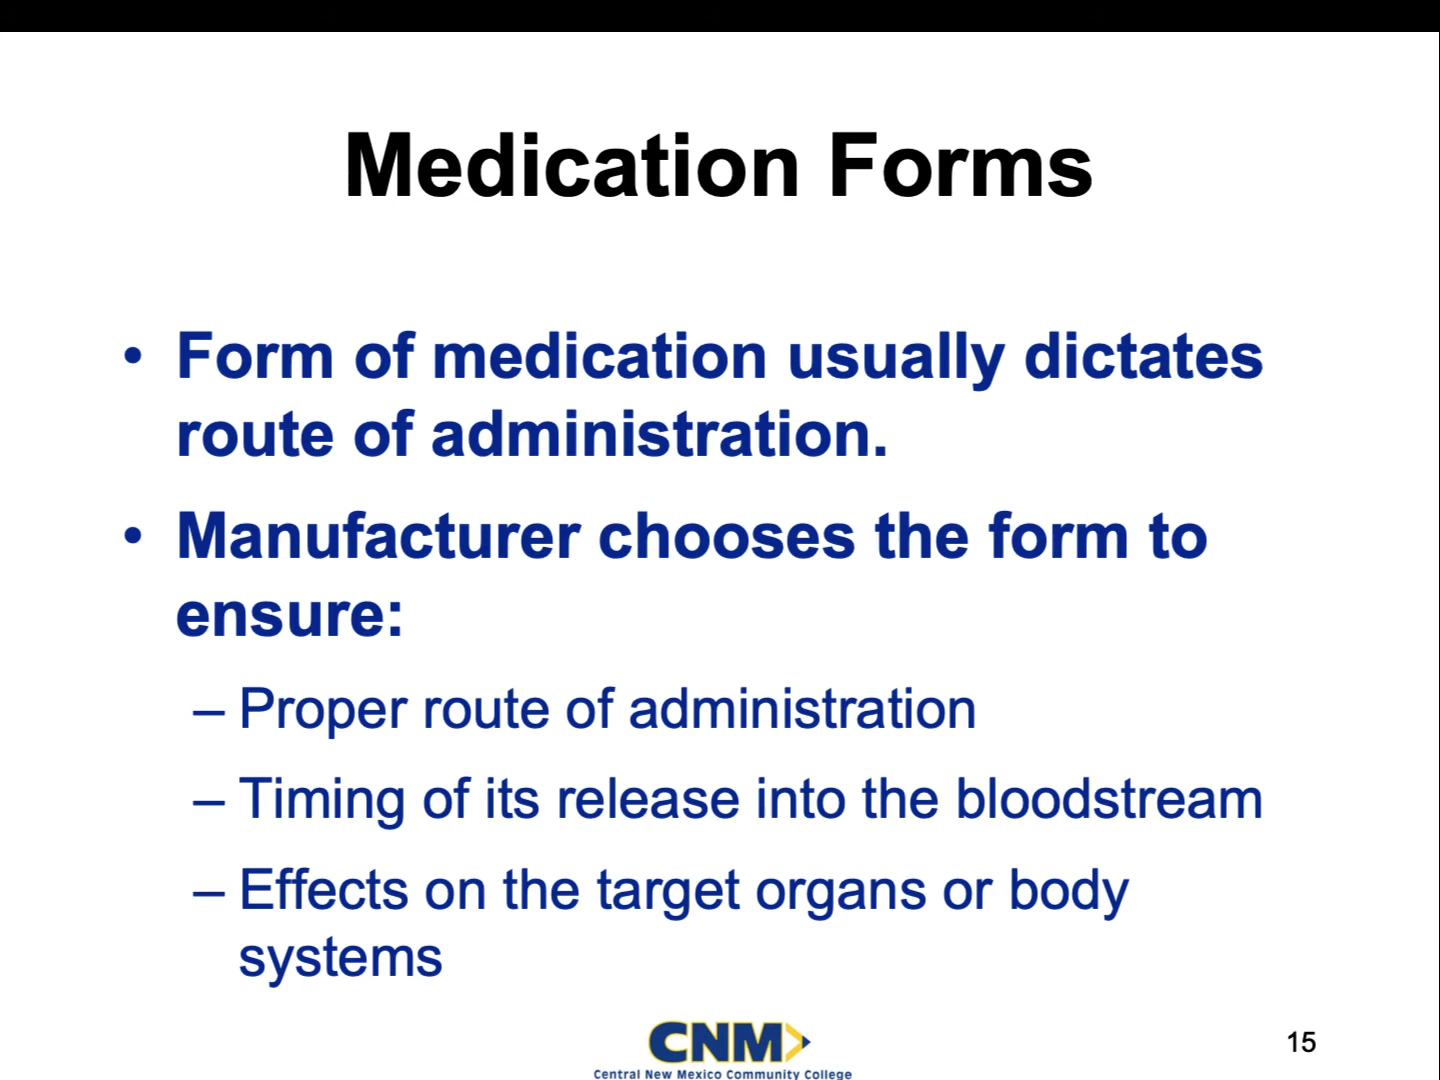 Medication Forms
• Form of medication usually dictates
route of administration.
• Manufacturer chooses the form to
ensure:
– Proper route of administration
– Timing of its release into the bloodstream
– Effects on the target organs or body
systems
CNM
Central New Mexico Community College
15